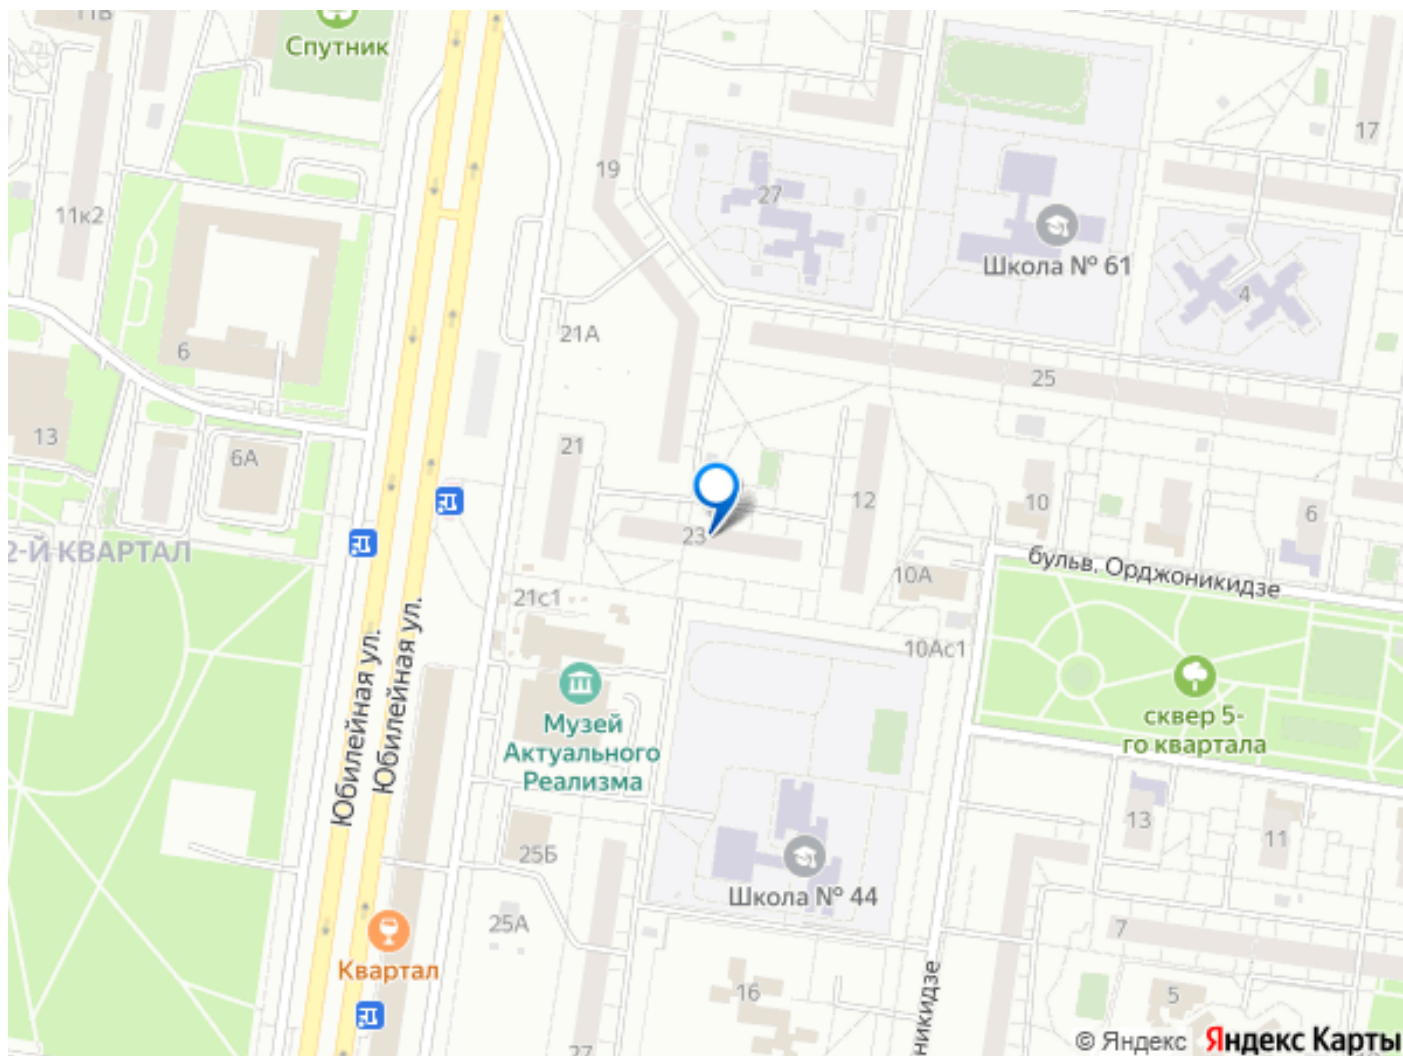 11В
Спутник
17
19
27
11к2
Школа № 61
4
21А
6
25
13
6А
21
12
10
6
23
2-Й КВАРТАЛ
бульв. Орджоникидзе
10А
21с1
10Ас1
Юбилейная ул.
Юбилейная ул.
Музей
Актуального
Реализма
сквер 5-
го квартала
13
11
25Б
Школа № 44
25А
7
Квартал
никидзе
16
5
27
© Яндекс Яндекс Карты